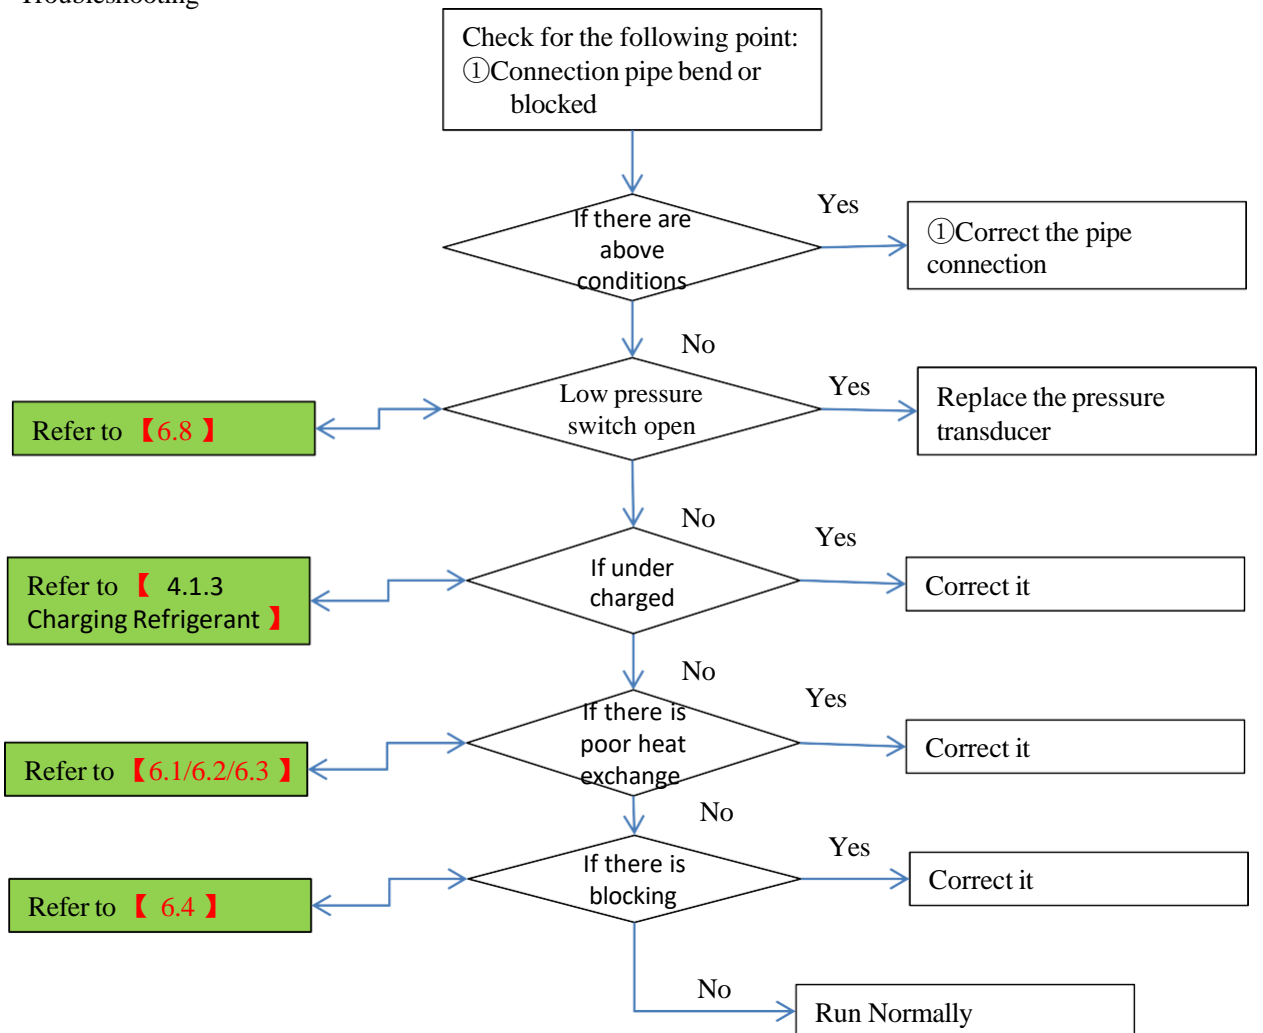 Troubleshooting
Check for the following point:
①Connection pipe bend or
blocked
If there are
above
conditions
Yes
①Correct the pipe
connection
No
Refer to 【6.8 】
Low pressure
switch open
Yes
Replace the pressure
transducer
No
Refer to 【 4.1.3
Charging Refrigerant 】
If under
charged
Yes
Correct it
No
Refer to 【6.1/6.2/6.3 】
If there is
poor heat
exchange
Yes
Correct it
No
Refer to 【 6.4 】
If there is
blocking
Yes
Correct it
No
Run Normally